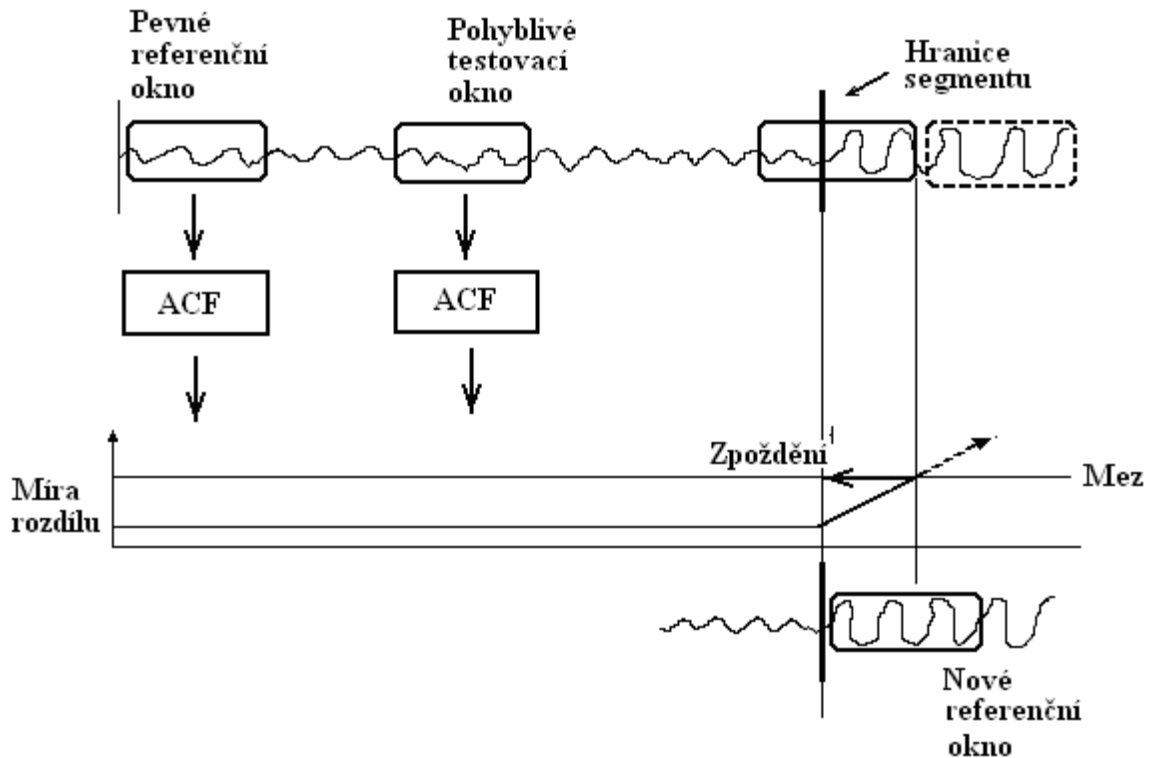 Pevné
referenční
okno
Pohyblivé
testovací
okno
Hranice
segmentu
ACF
ACF
Zpoždění
Mez
Míra
rozdílu
Nové
referenční
okno